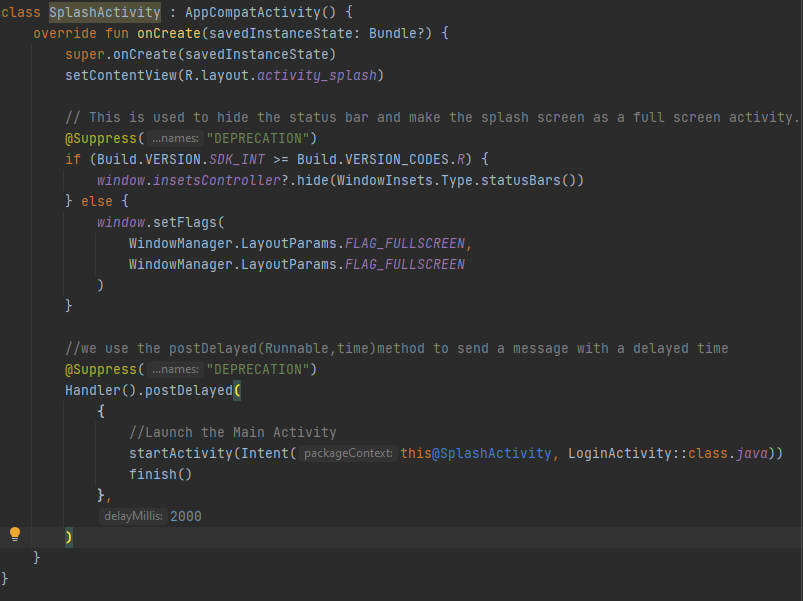 class SplashActivity : AppCompatActivity() {
    override fun onCreate(savedInstanceState: Bundle?) {
        super.onCreate(savedInstanceState)
        setContentView(R.layout.activity_splash)

        // This is used to hide the status bar and make the splash screen as a full screen activity.
        @Suppress( ...names: "DEPRECATION")
        if (Build.VERSION.SDK_INT >= Build.VERSION_CODES.R) {
            window.insetsController?.hide(WindowInsets.Type.statusBars())
        } else {
            window.setFlags(
                WindowManager.LayoutParams.FLAG_FULLSCREEN,
                WindowManager.LayoutParams.FLAG_FULLSCREEN
            )
        }

        //we use the postDelayed(Runnable,time)method to send a message with a delayed time
        @Suppress( ...names: "DEPRECATION")
        Handler().postDelayed(
            {
                //Launch the Main Activity
                startActivity(Intent( packageContext: this@SplashActivity, LoginActivity::class.java))
                finish()
            },
            delayMillis: 2000
        )
    }
}